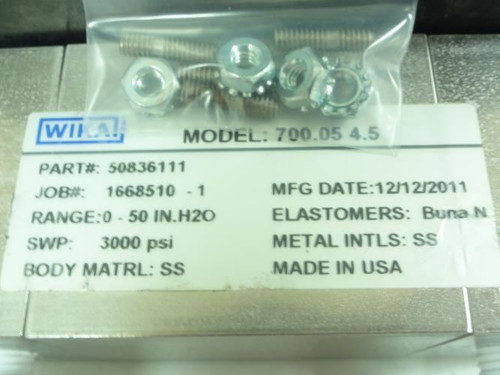 WIKA
MODEL: 700.05 4.5
PART#: 50836111
JOB#: 1668510 -1
MFG DATE:12/12/2011
RANGE:0 - 50 IN.H2O
ELASTOMERS: Buna N
SWP: 3000 psi
METAL INTLS: SS
BODY MATRL: SS
MADE IN USA